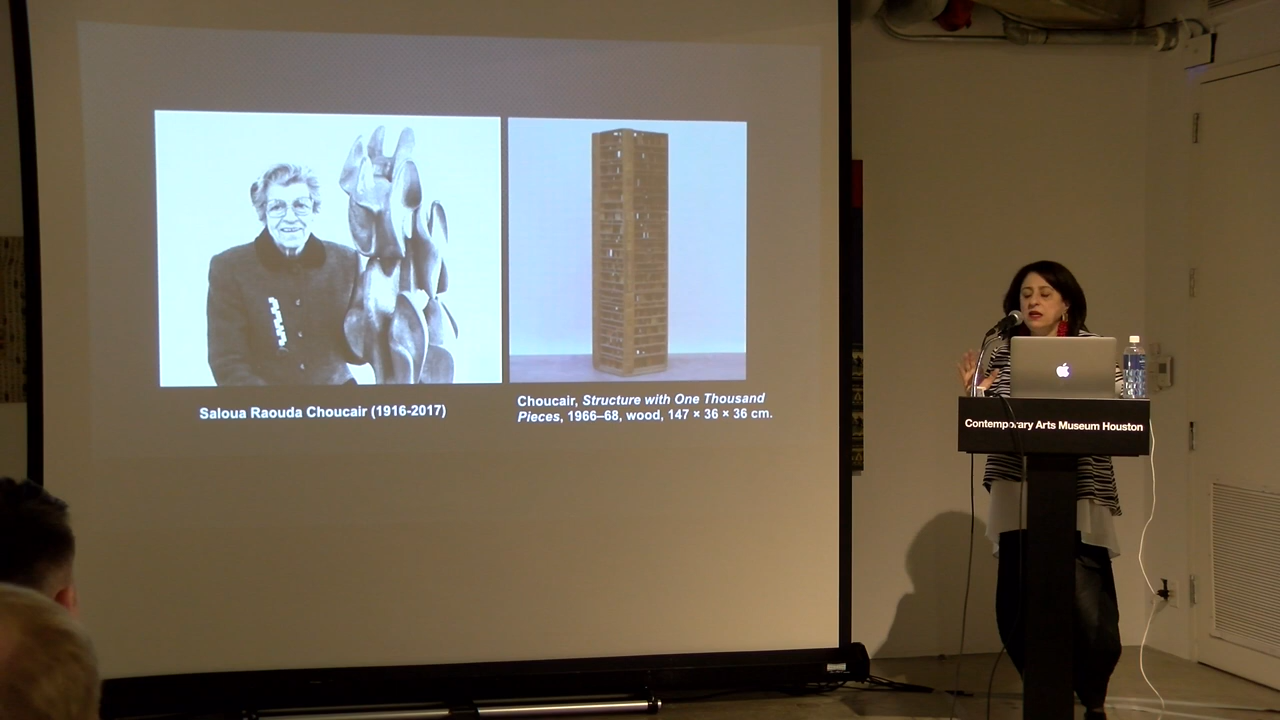 Saloua Raouda Choucair (1916-2017)
Choucair, Structure with One Thousand
Pieces, 1966–68, wood, 147 × 36 × 36 cm.
Contemporary Arts Museum Houston